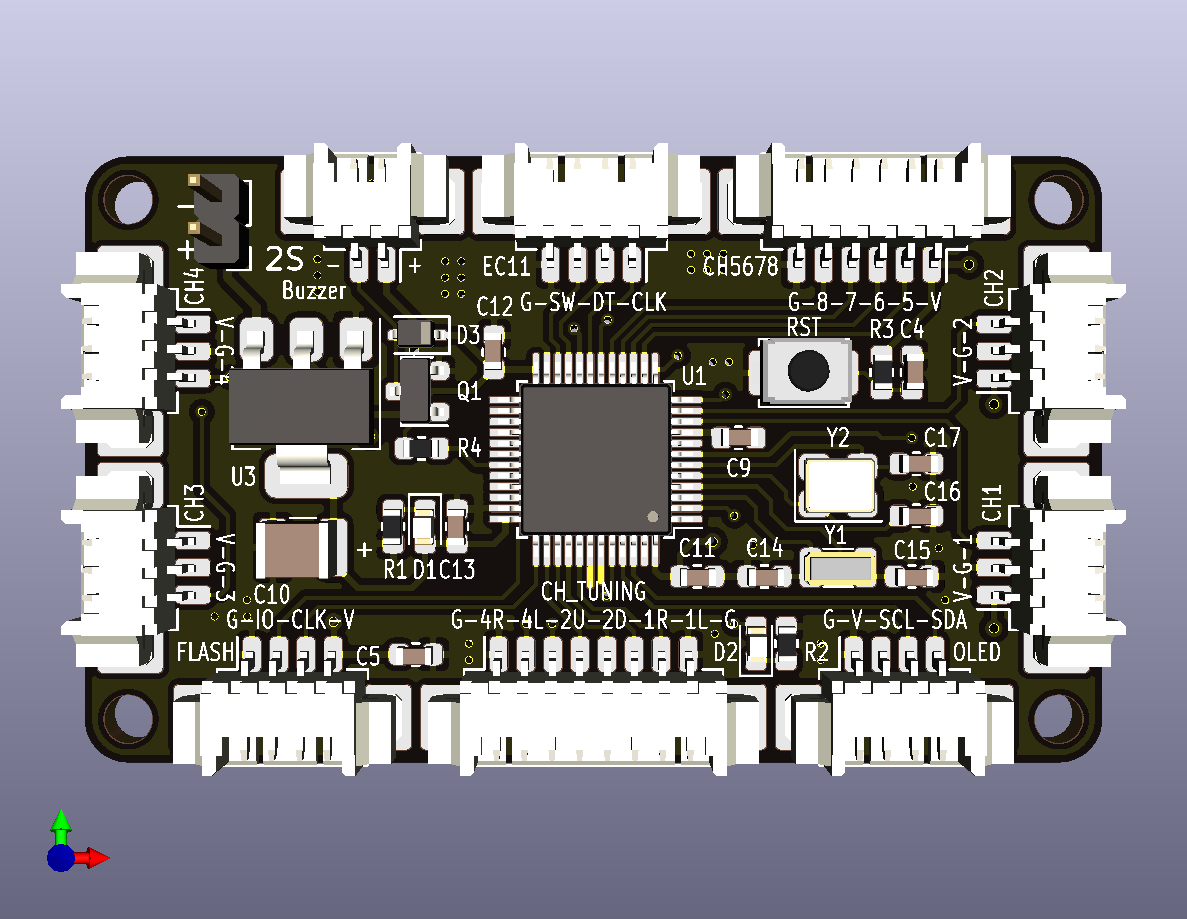 -
+
2S
-
+
Buzzer
EC11
G-SW-DT-CLK
CH5678
G-8-7-6-5-V
CH4
V-G-4
CH2
V-G-2
C12
D3
Q1
R4
U1
RST
R3
C4
U3
C9
Y2
C17
C16
Y1
CH3
V-G-3
CH1
V-G-1
+
R1
D1
C13
C11
C14
C15
C10
CH_TUNING
G-IO-CLK-V
G-4R-4L-2U-2D-1R-1L-G
G-V-SCL-SDA
FLASH
C5
D2
R2
OLED